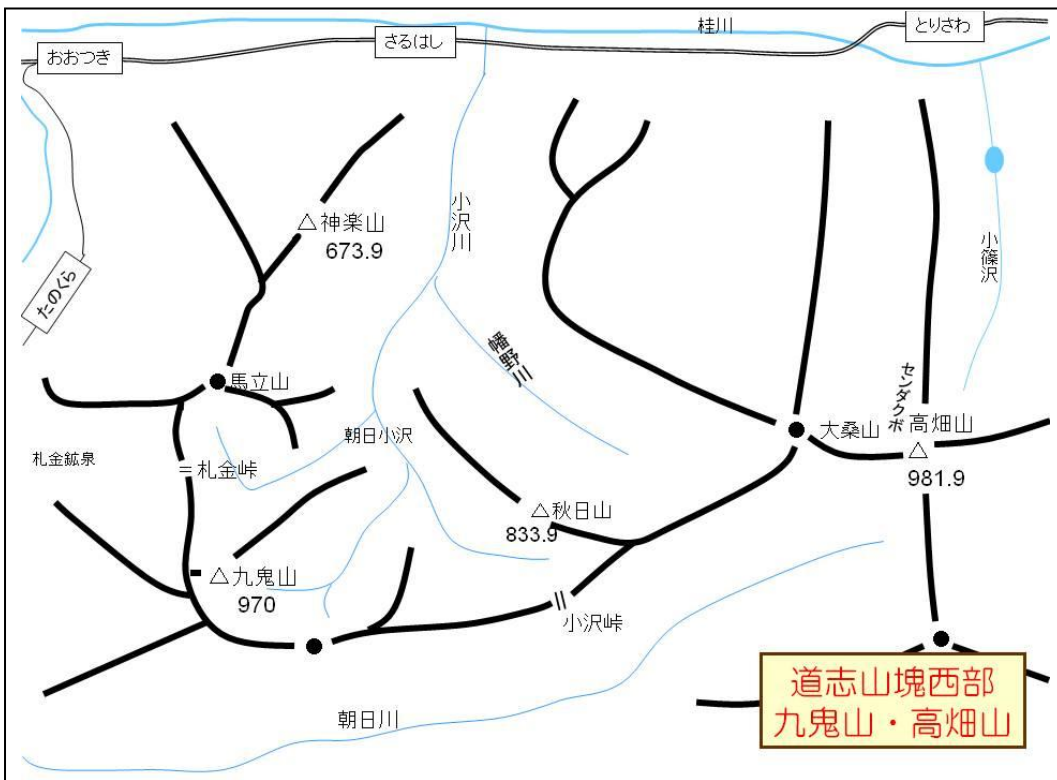 桂川
とりさわ
さるはし
おおつき
小沢川
神楽山
673.9
小篠沢
たのくら
幡野川
馬立山
センダクボ
大桑山
高畑山
981.9
朝日小沢
札金鉱泉
=札金峠
秋日山
833.9
九鬼山
970
小沢峠
朝日川
道志山塊西部
九鬼山・高畑山